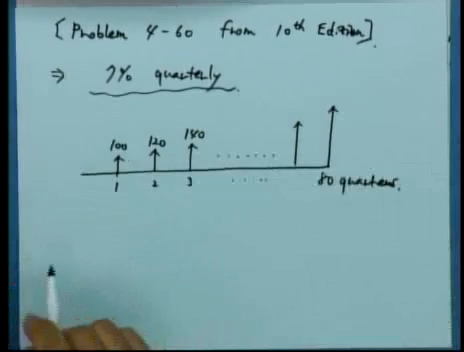 [Problem 4-60 from 10th Edition]
⇒ 7% quarterly
100 120 140
1 2 3 80 quarters.